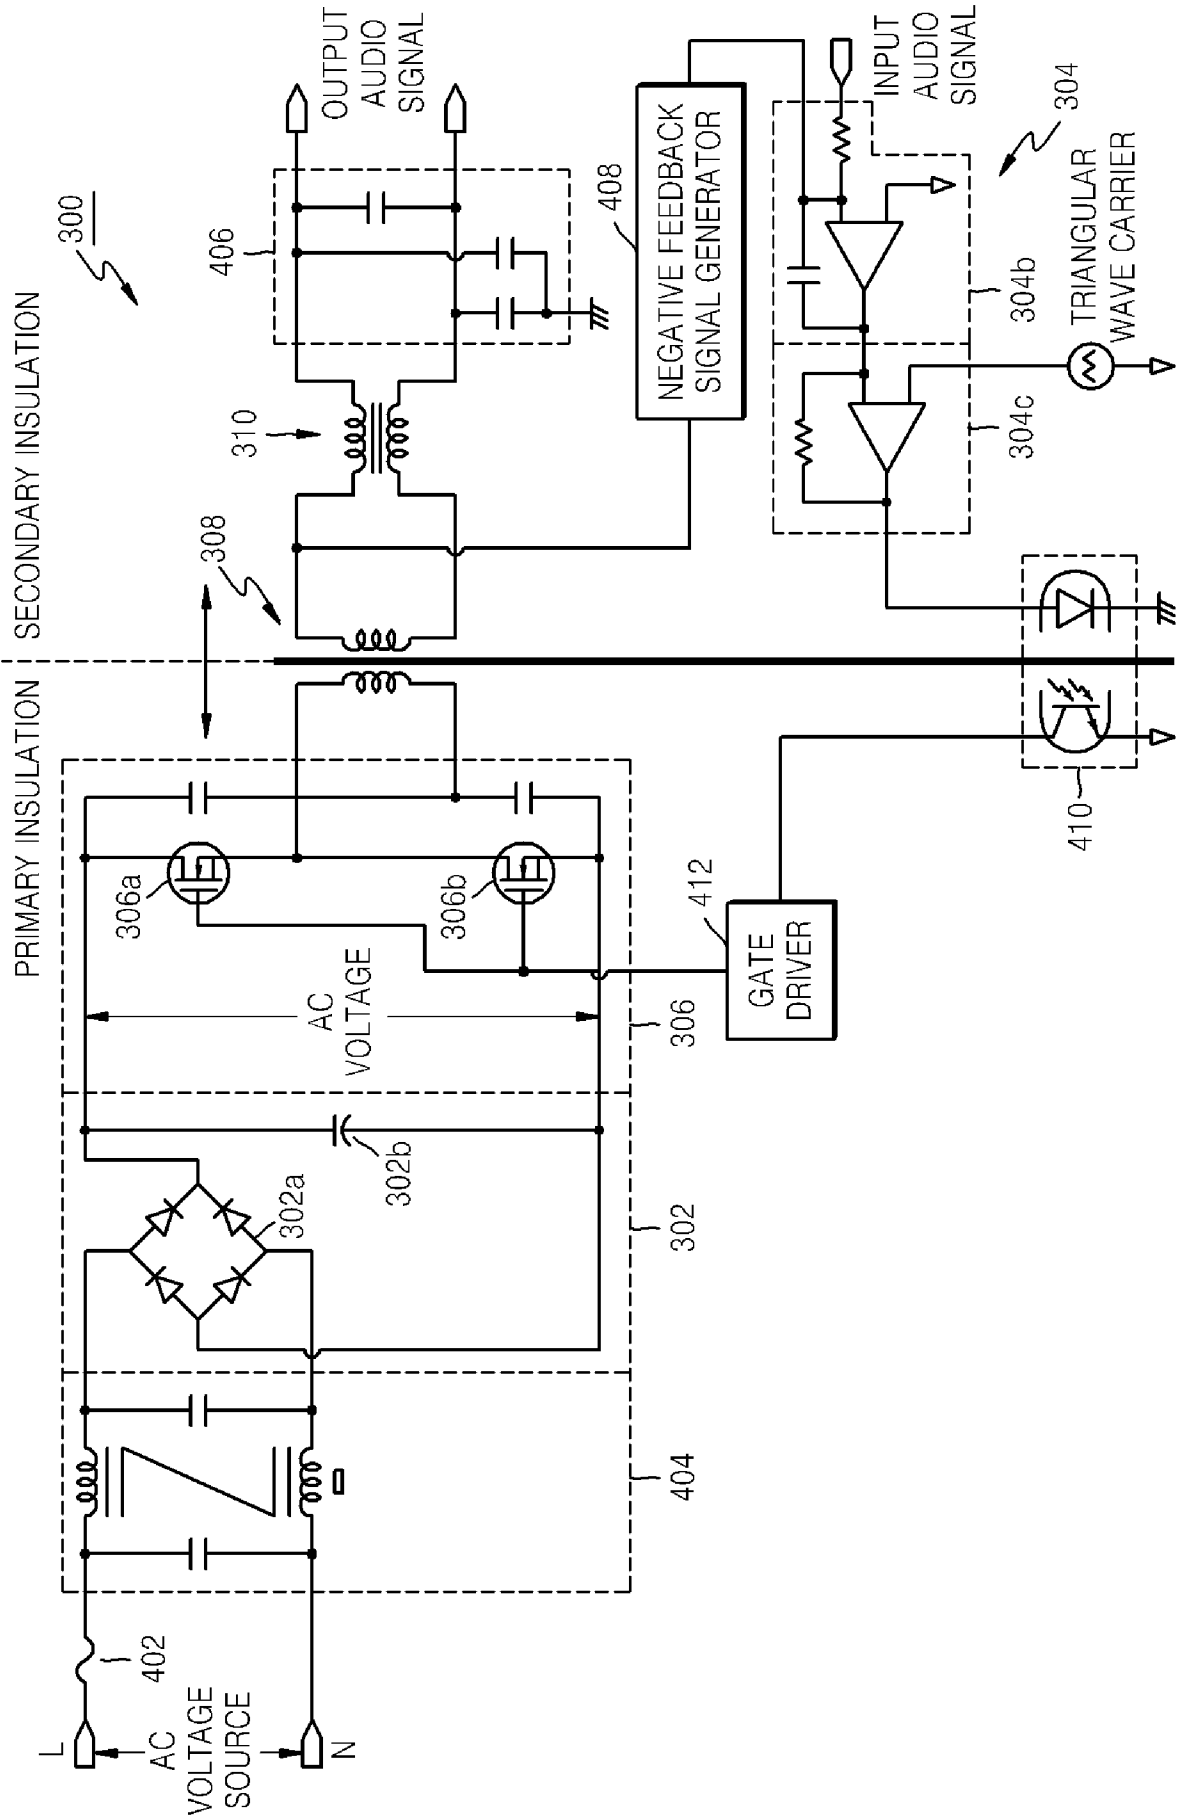 300
PRIMARY INSULATION
SECONDARY INSULATION
L
AC
VOLTAGE
SOURCE
N
402
404
302
302a
302b
306
AC
VOLTAGE
306a
306b
308
310
406
OUTPUT
AUDIO
SIGNAL
412
GATE
DRIVER
408
NEGATIVE FEEDBACK
SIGNAL GENERATOR
INPUT
AUDIO
SIGNAL
304
304b
304c
TRIANGULAR
WAVE CARRIER
410